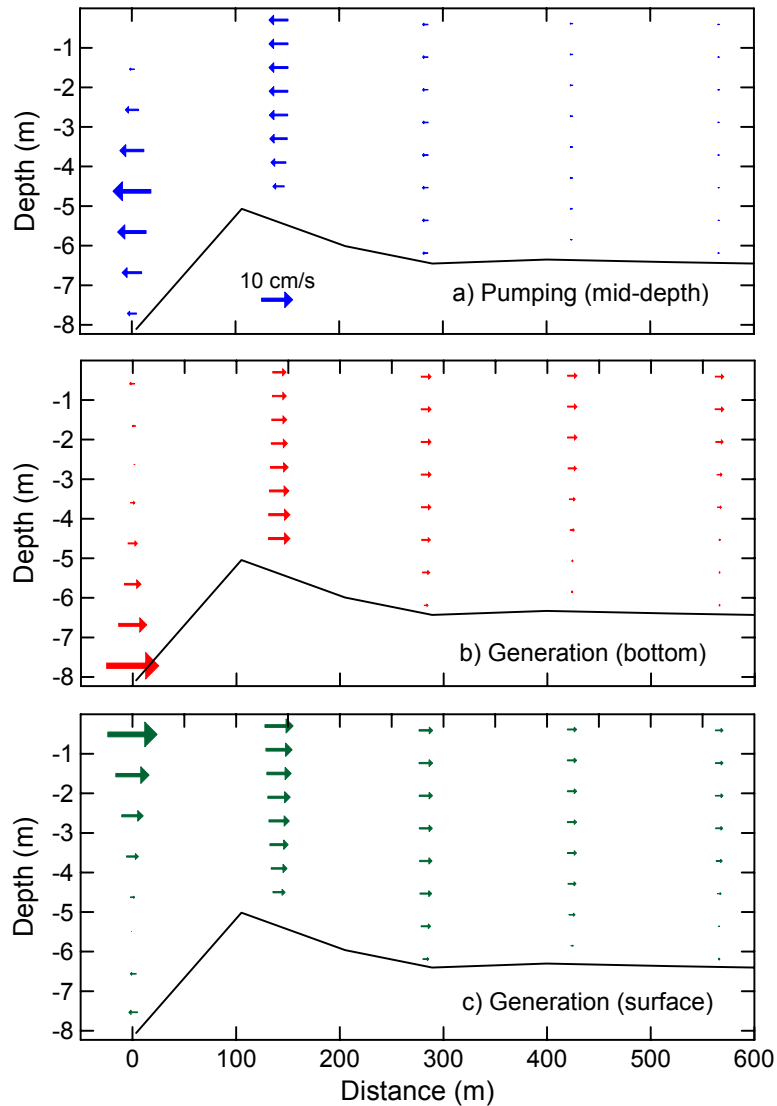 -1
-2
-3
-4
-5
-6
-7
-8
Depth (m)
10 cm/s
a) Pumping (mid-depth)
-1
-2
-3
-4
-5
-6
-7
-8
Depth (m)
b) Generation (bottom)
-1
-2
-3
-4
-5
-6
-7
-8
Depth (m)
c) Generation (surface)
0 100 200 300 400 500 600
Distance (m)